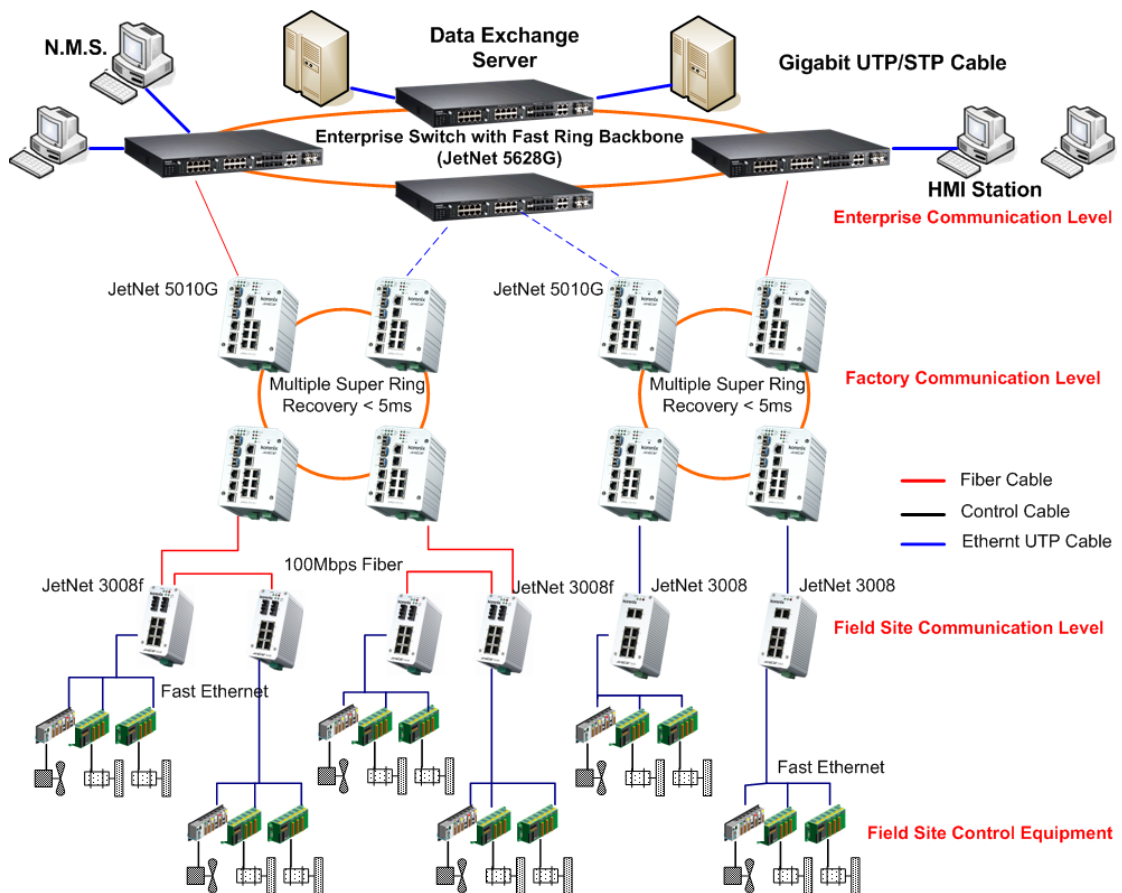 N.M.S.
Data Exchange
Server
Gigabit UTP/STP Cable
Enterprise Switch with Fast Ring Backbone
(JetNet 5628G)
HMI Station
Enterprise Communication Level
JetNet 5010G
JetNet 5010G
Multiple Super Ring
Recovery < 5ms
Multiple Super Ring
Recovery < 5ms
Factory Communication Level
Fiber Cable
Control Cable
Ethernt UTP Cable
100Mbps Fiber
JetNet 3008f
JetNet 3008f
JetNet 3008
JetNet 3008
Field Site Communication Level
Fast Ethernet
Fast Ethernet
Field Site Control Equipment